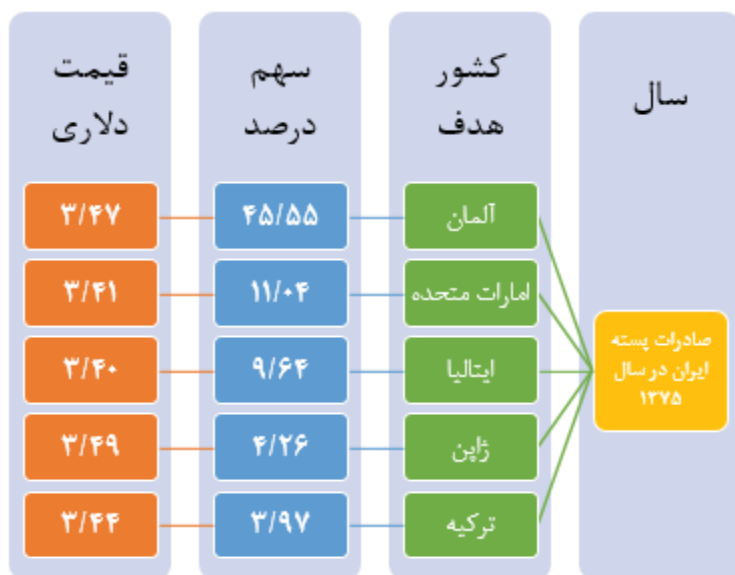 سال
کشور
هدف
سهم
درصد
قیمت
دلاری
صادرات پسته
ایران در سال
۱۳۷۵
آلمان
۴۵/۵۵
۳/۴۷
امارات متحده
۱۱/۰۴
۳/۴۱
ایتالیا
۹/۶۴
۳/۴۰
ژاپن
۴/۲۶
۳/۴۹
ترکیه
۳/۹۷
۳/۴۴